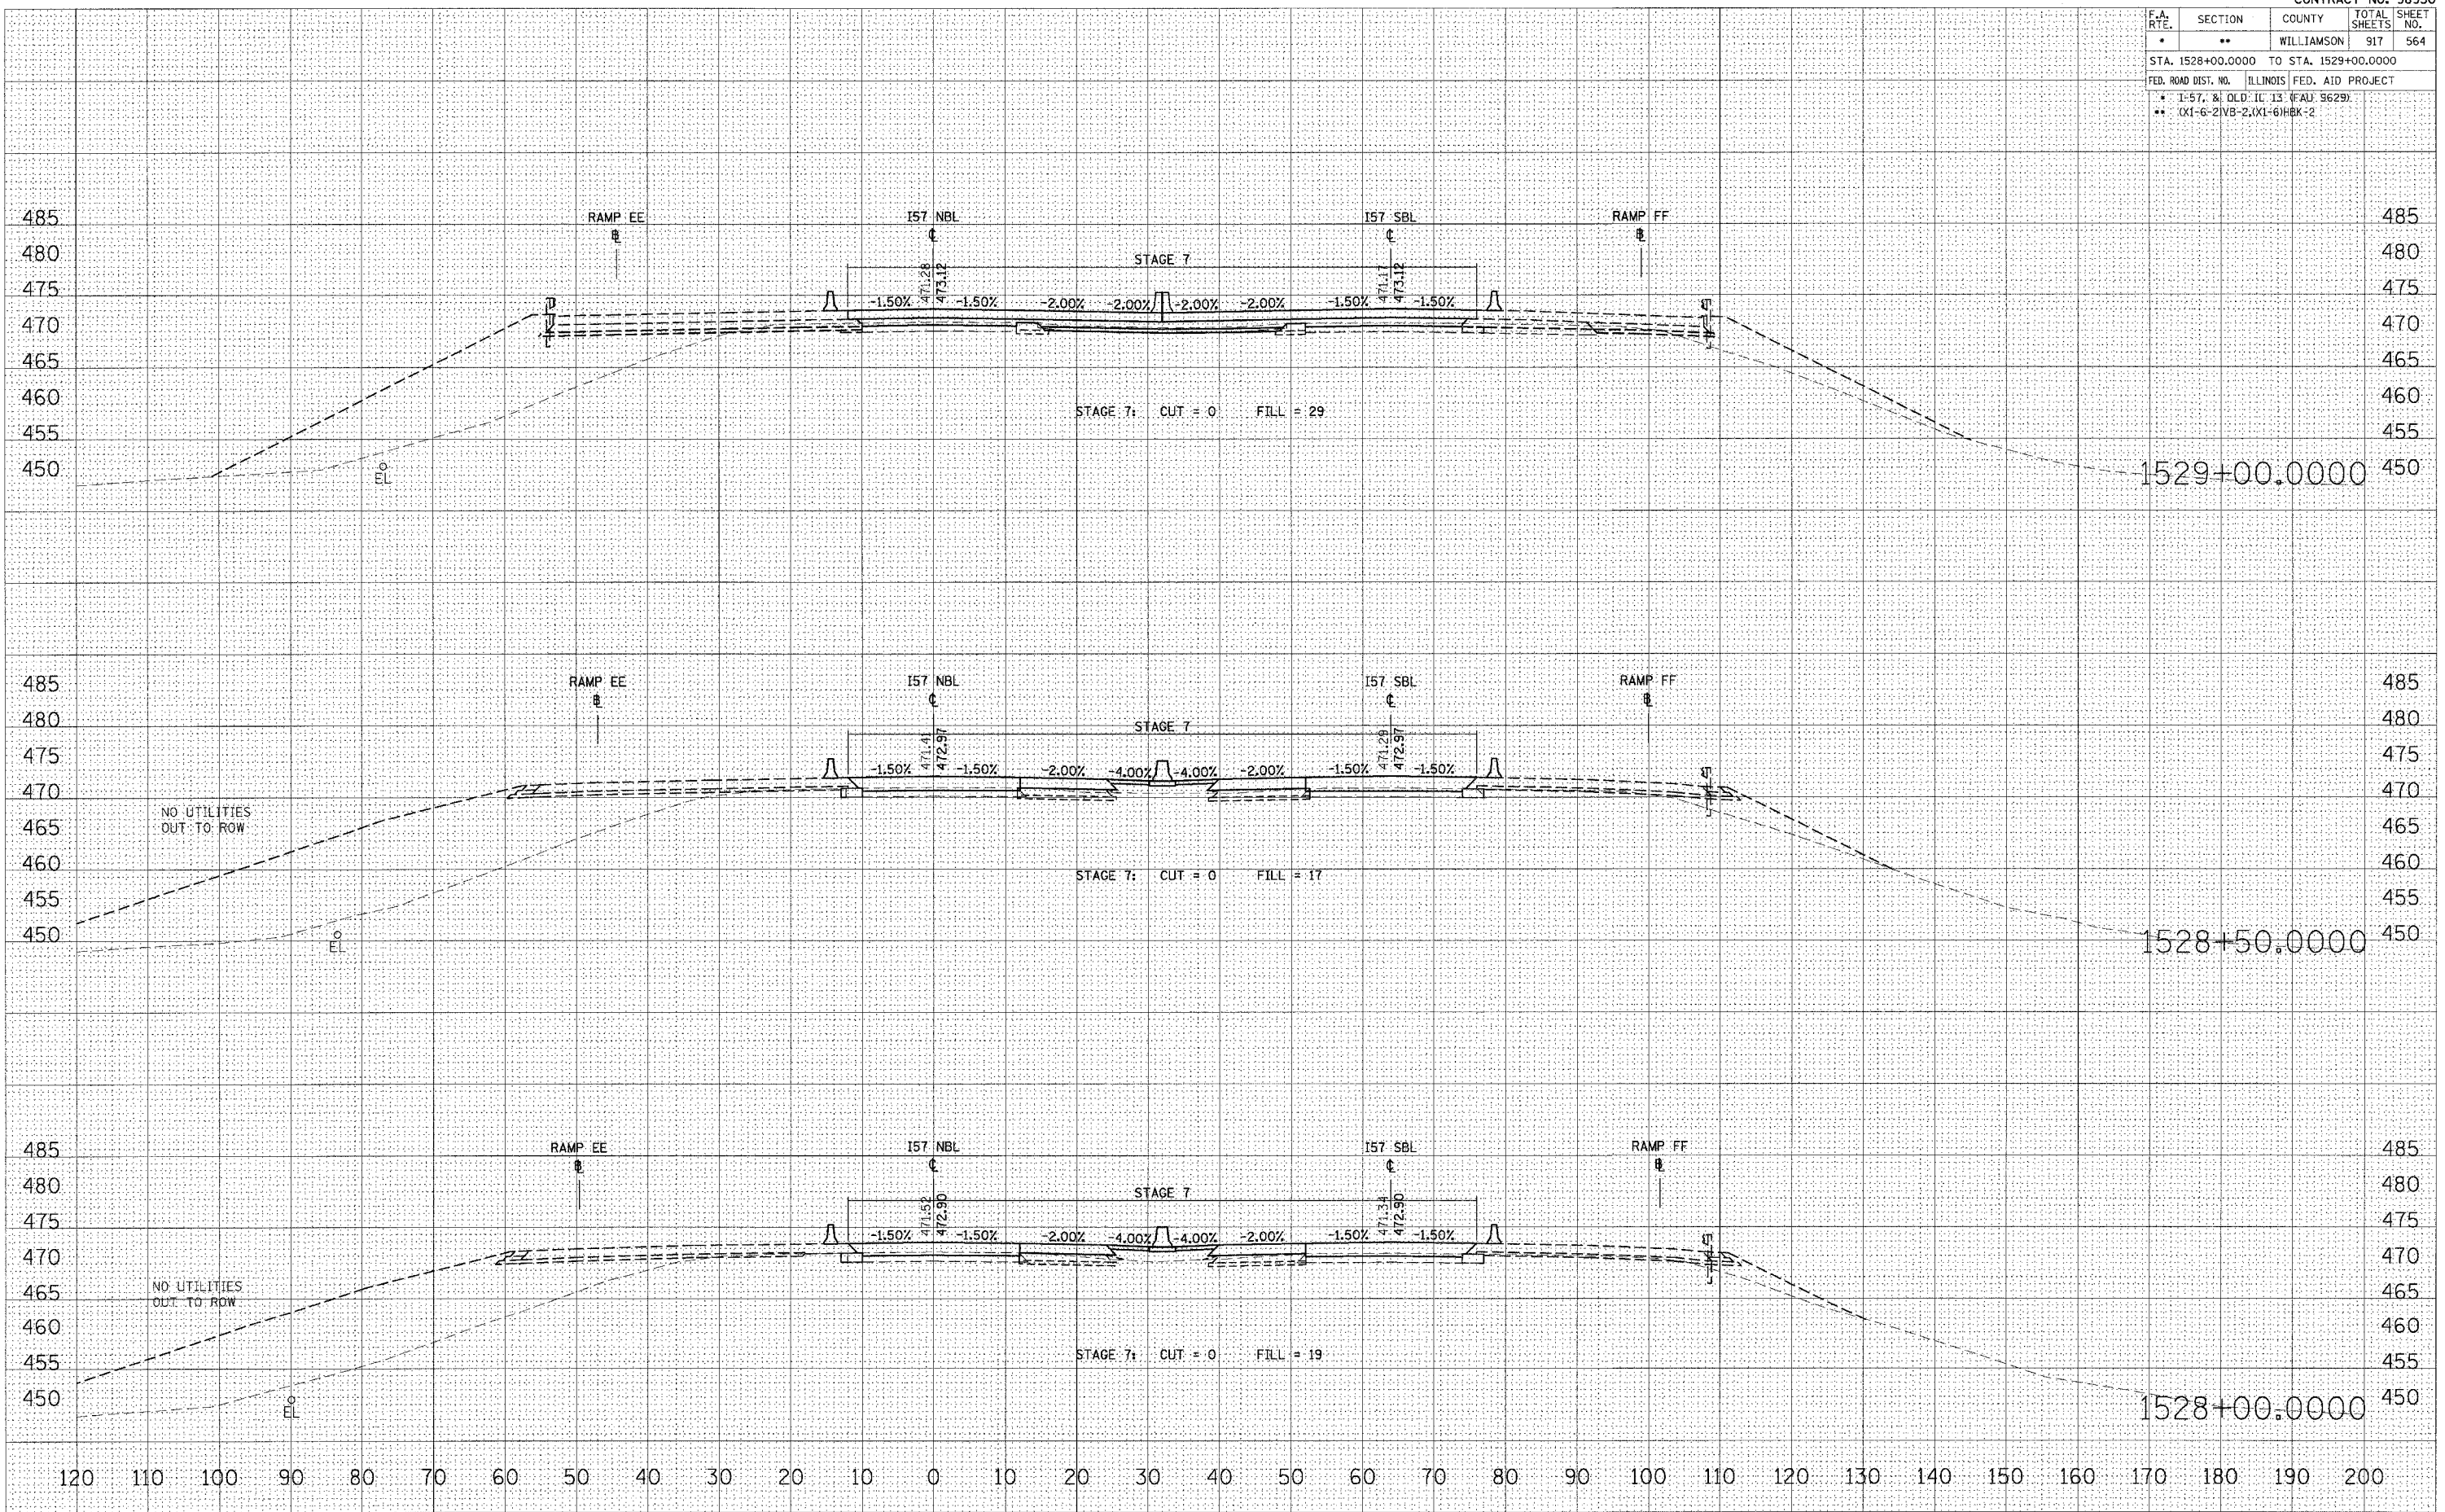 F.A. RTE. SECTION COUNTY TOTAL SHEETS SHEET NO.
* ** WILLIAMSON 917 564
STA. 1528+00.0000 TO STA. 1529+00.0000
FED. ROAD DIST. NO. ILLINOIS FED. AID PROJECT
* I-57, & OLD IL 13 (FAU 9629)
** (X1-6-2)VB-2,(X1-6)HBK-2
485 RAMP EE I57 NBL I57 SBL RAMP FF 485
480 480
STAGE 7
471.28 473.12 471.17 473.12
475 475
-1.50% -1.50% -2.00% -2.00% -2.00% -2.00% -1.50% -1.50%
470 470
465 465
460 460
STAGE 7: CUT = 0 FILL = 29
455 455
450 450
EL
1529+00.0000
485 RAMP EE I57 NBL I57 SBL RAMP FF 485
480 480
STAGE 7
471.41 472.97 471.29 472.97
475 475
-1.50% -1.50% -2.00% -4.00% -4.00% -2.00% -1.50% -1.50%
470 470
NO UTILITIES
OUT TO ROW
465 465
460 460
STAGE 7: CUT = 0 FILL = 17
455 455
450 450
EL
1528+50.0000
485 RAMP EE I57 NBL I57 SBL RAMP FF 485
480 480
STAGE 7
471.52 472.90 471.34 472.90
475 475
-1.50% -1.50% -2.00% -4.00% -4.00% -2.00% -1.50% -1.50%
470 470
NO UTILITIES
OUT TO ROW
465 465
460 460
STAGE 7: CUT = 0 FILL = 19
455 455
450 450
EL
1528+00.0000
120 110 100 90 80 70 60 50 40 30 20 10 0 10 20 30 40 50 60 70 80 90 100 110 120 130 140 150 160 170 180 190 200